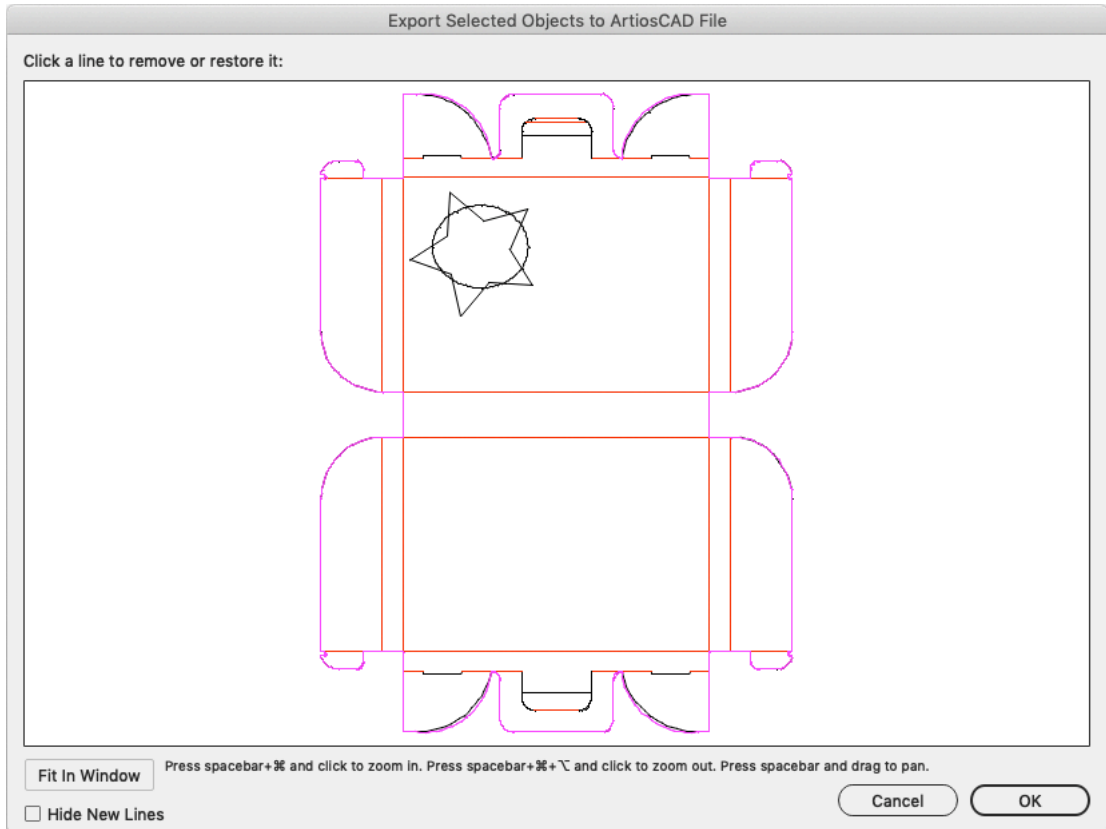 Export Selected Objects to ArtiosCAD File
Click a line to remove or restore it:
Fit In Window
Press spacebar+⌘ and click to zoom in. Press spacebar+⌘+⌥ and click to zoom out. Press spacebar and drag to pan.
Hide New Lines
Cancel
OK